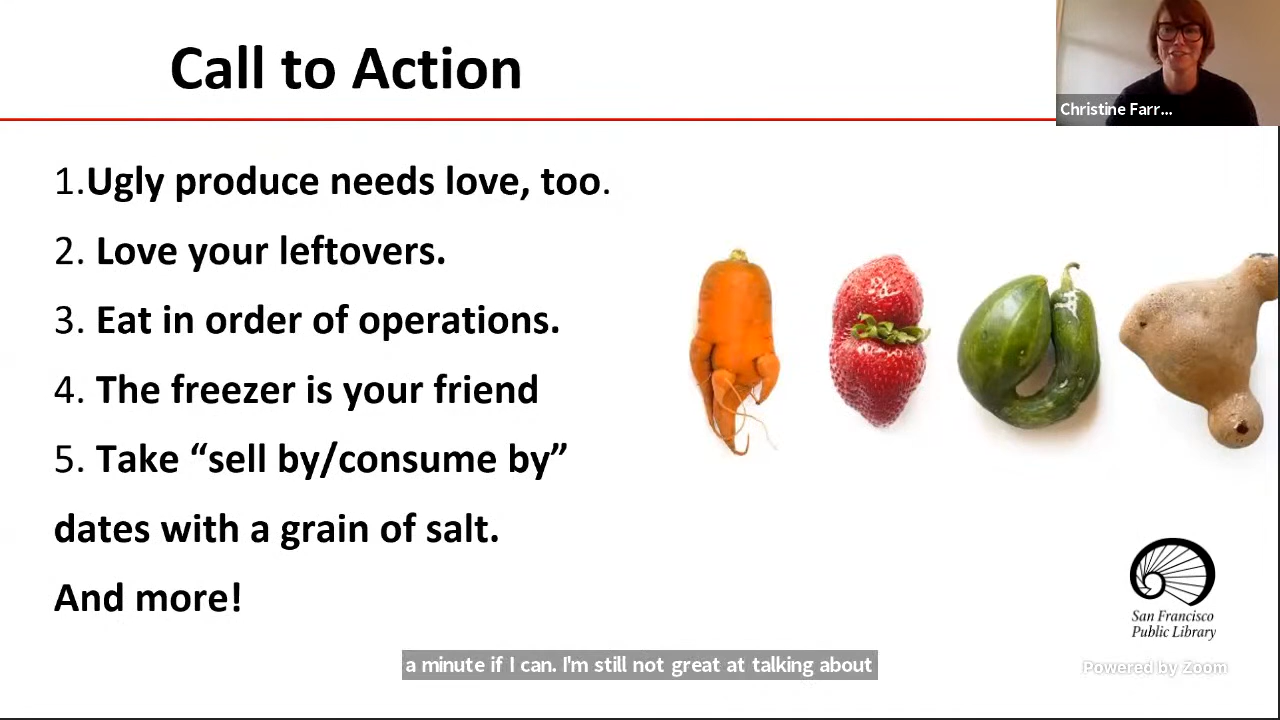 Call to Action
Christine Farr...
1.Ugly produce needs love, too.
2. Love your leftovers.
3. Eat in order of operations.
4. The freezer is your friend
5. Take “sell by/consume by”
dates with a grain of salt.
And more!
San Francisco
Public Library
a minute if I can. I'm still not great at talking about
Powered by Zoom